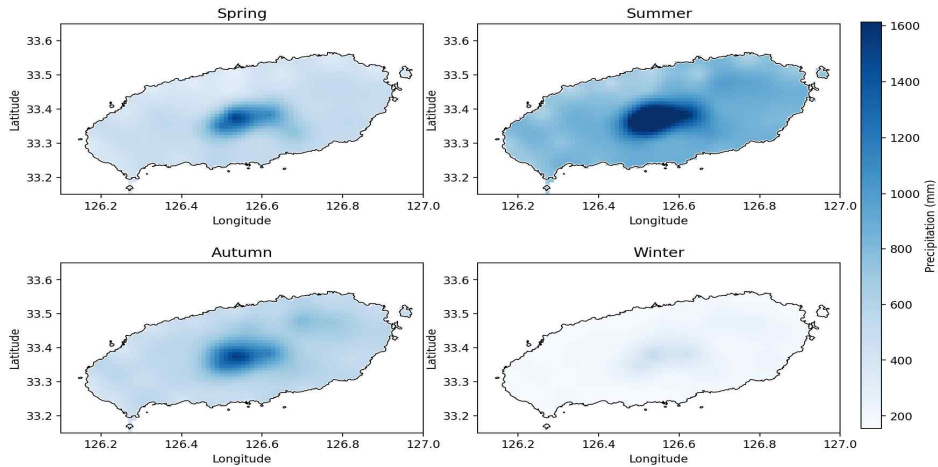 Spring
33.6
33.5
33.4
33.3
33.2
Latitude
126.2 126.4 126.6 126.8 127.0
Longitude
Summer
33.6
33.5
33.4
33.3
33.2
Latitude
126.2 126.4 126.6 126.8 127.0
Longitude
Autumn
33.6
33.5
33.4
33.3
33.2
Latitude
126.2 126.4 126.6 126.8 127.0
Longitude
Winter
33.6
33.5
33.4
33.3
33.2
Latitude
126.2 126.4 126.6 126.8 127.0
Longitude
1600
1400
1200
1000
800
600
400
200
Precipitation (mm)